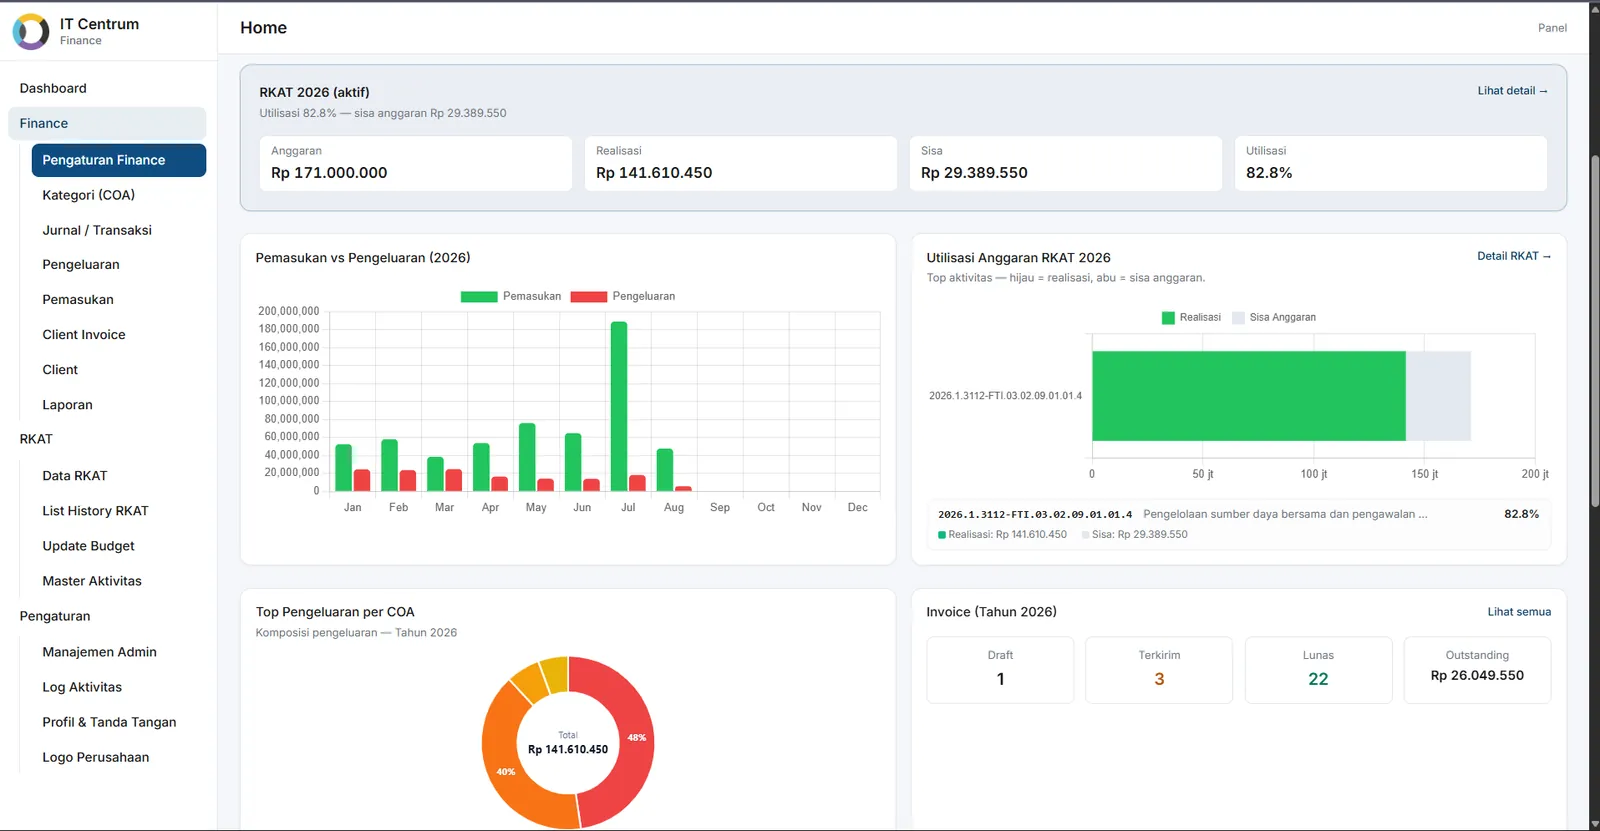 IT Centrum
Finance
Dashboard
Finance
Pengaturan Finance
Kategori (COA)
Jurnal / Transaksi
Pengeluaran
Pemasukan
Client Invoice
Client
Laporan
RKAT
Data RKAT
List History RKAT
Update Budget
Master Aktivitas
Pengaturan
Manajemen Admin
Log Aktivitas
Profil & Tanda Tangan
Logo Perusahaan
Home
Panel
RKAT 2026 (aktif)
Lihat detail →
Utilisasi 82.8% — sisa anggaran Rp 29.389.550
Anggaran
Rp 171.000.000
Realisasi
Rp 141.610.450
Sisa
Rp 29.389.550
Utilisasi
82.8%
Pemasukan vs Pengeluaran (2026)
Pemasukan Pengeluaran
200,000,000
180,000,000
160,000,000
140,000,000
120,000,000
100,000,000
80,000,000
60,000,000
40,000,000
20,000,000
0
Jan Feb Mar Apr May Jun Jul Aug Sep Oct Nov Dec
Utilisasi Anggaran RKAT 2026
Detail RKAT →
Top aktivitas — hijau = realisasi, abu = sisa anggaran.
Realisasi Sisa Anggaran
2026.1.3112-FTI.03.02.09.01.01.4
0 50 jt 100 jt 150 jt 200 jt
2026.1.3112-FTI.03.02.09.01.01.4 Pengelolaan sumber daya bersama dan pengawalan ... 82.8%
Realisasi: Rp 141.610.450 Sisa: Rp 29.389.550
Top Pengeluaran per COA
Komposisi pengeluaran — Tahun 2026
48%
40%
Total
Rp 141.610.450
Invoice (Tahun 2026)
Lihat semua
Draft
1
Terkirim
3
Lunas
22
Outstanding
Rp 26.049.550